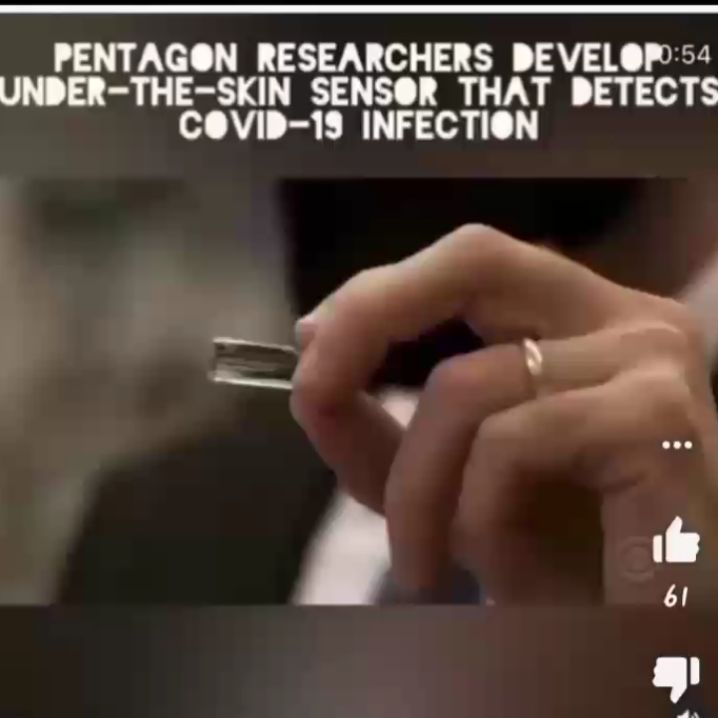 PENTAGON RESEARCHERS DEVELOP
0:54
UNDER-THE-SKIN SENSOR THAT DETECTS
COVID-19 INFECTION
61